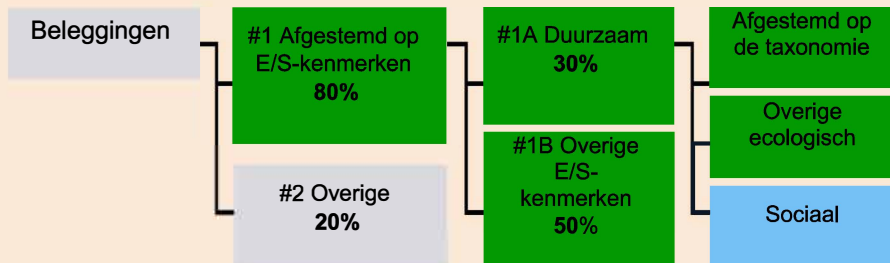 Beleggingen
#1 Afgestemd op
E/S-kenmerken
80%
#2 Overige
20%
#1A Duurzaam
30%
#1B Overige
E/S-
kenmerken
50%
Afgestemd op
de taxonomie
Overige
ecologisch
Sociaal